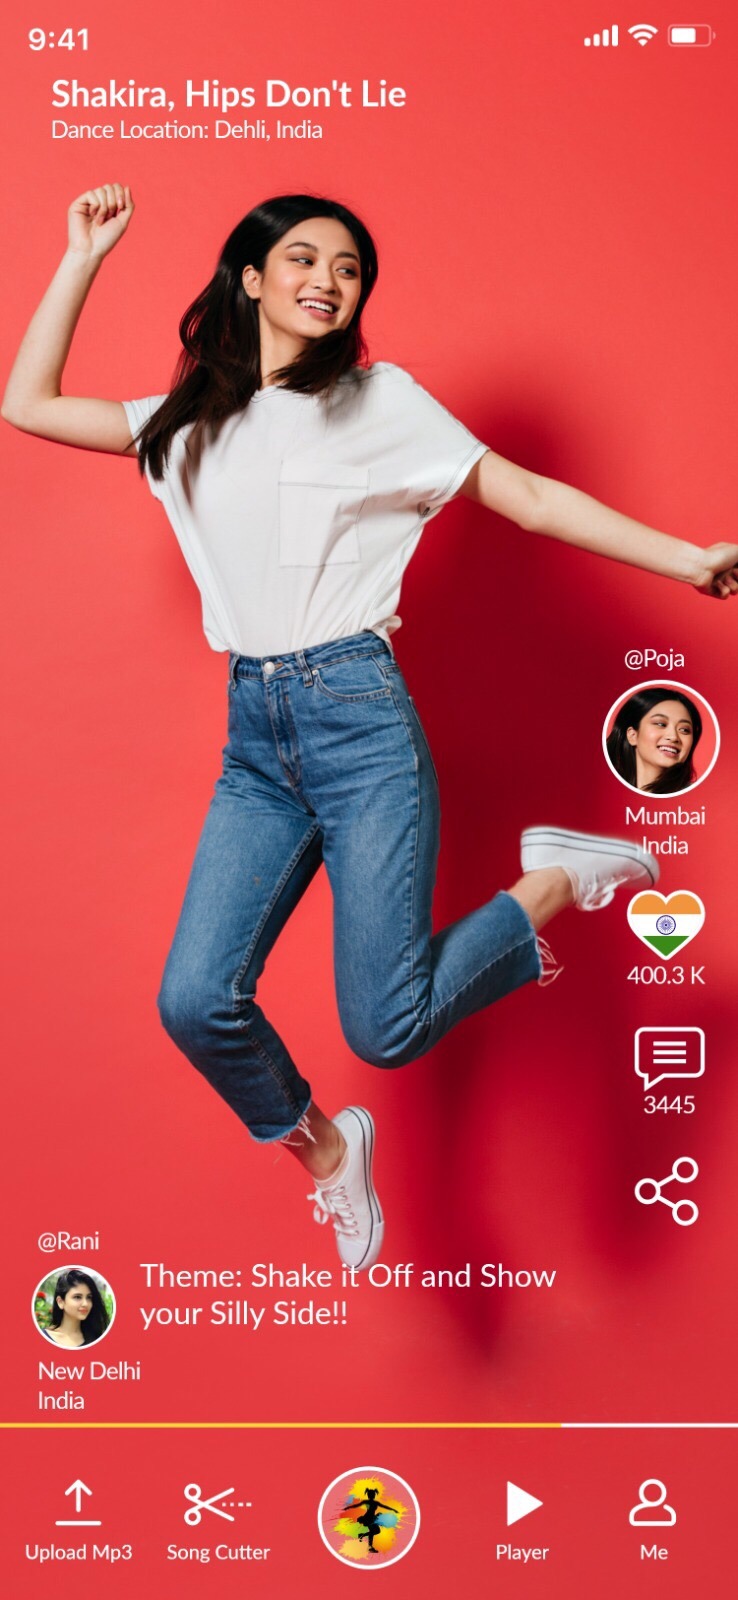 9:41
Shakira, Hips Don't Lie
Dance Location: Dehli, India
@Poja
Mumbai
India
400.3 K
3445
@Rani
Theme: Shake it Off and Show
your Silly Side!!
New Delhi
India
Upload Mp3
Song Cutter
Player
Me